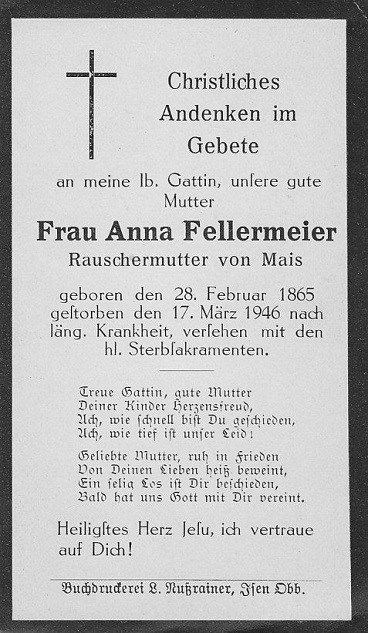 Christliches
Andenken im
Gebete
an meine lb. Gattin, unſere gute
Mutter
Frau Anna Fellermeier
Rauschermutter von Mais
geboren den 28. Februar 1865
geſtorben den 17. März 1946 nach
läng. Krankheit, verſehen mit den
hl. Sterbſakramenten.
Treue Gattin, gute Mutter
Deiner Kinder Herzensfreud,
Ach, wie ſchnell biſt Du geſchieden,
Ach, wie tief iſt unſer Leid!
Geliebte Mutter, ruh in Frieden
Von Deinen Lieben heiß beweint,
Ein ſelig Los iſt Dir beſchieden,
Bald hat uns Gott mit Dir vereint.
Heiligſtes Herz Jeſu, ich vertraue
auf Dich!
Buchdruckerei L. Nußrainer, Iſen Obb.